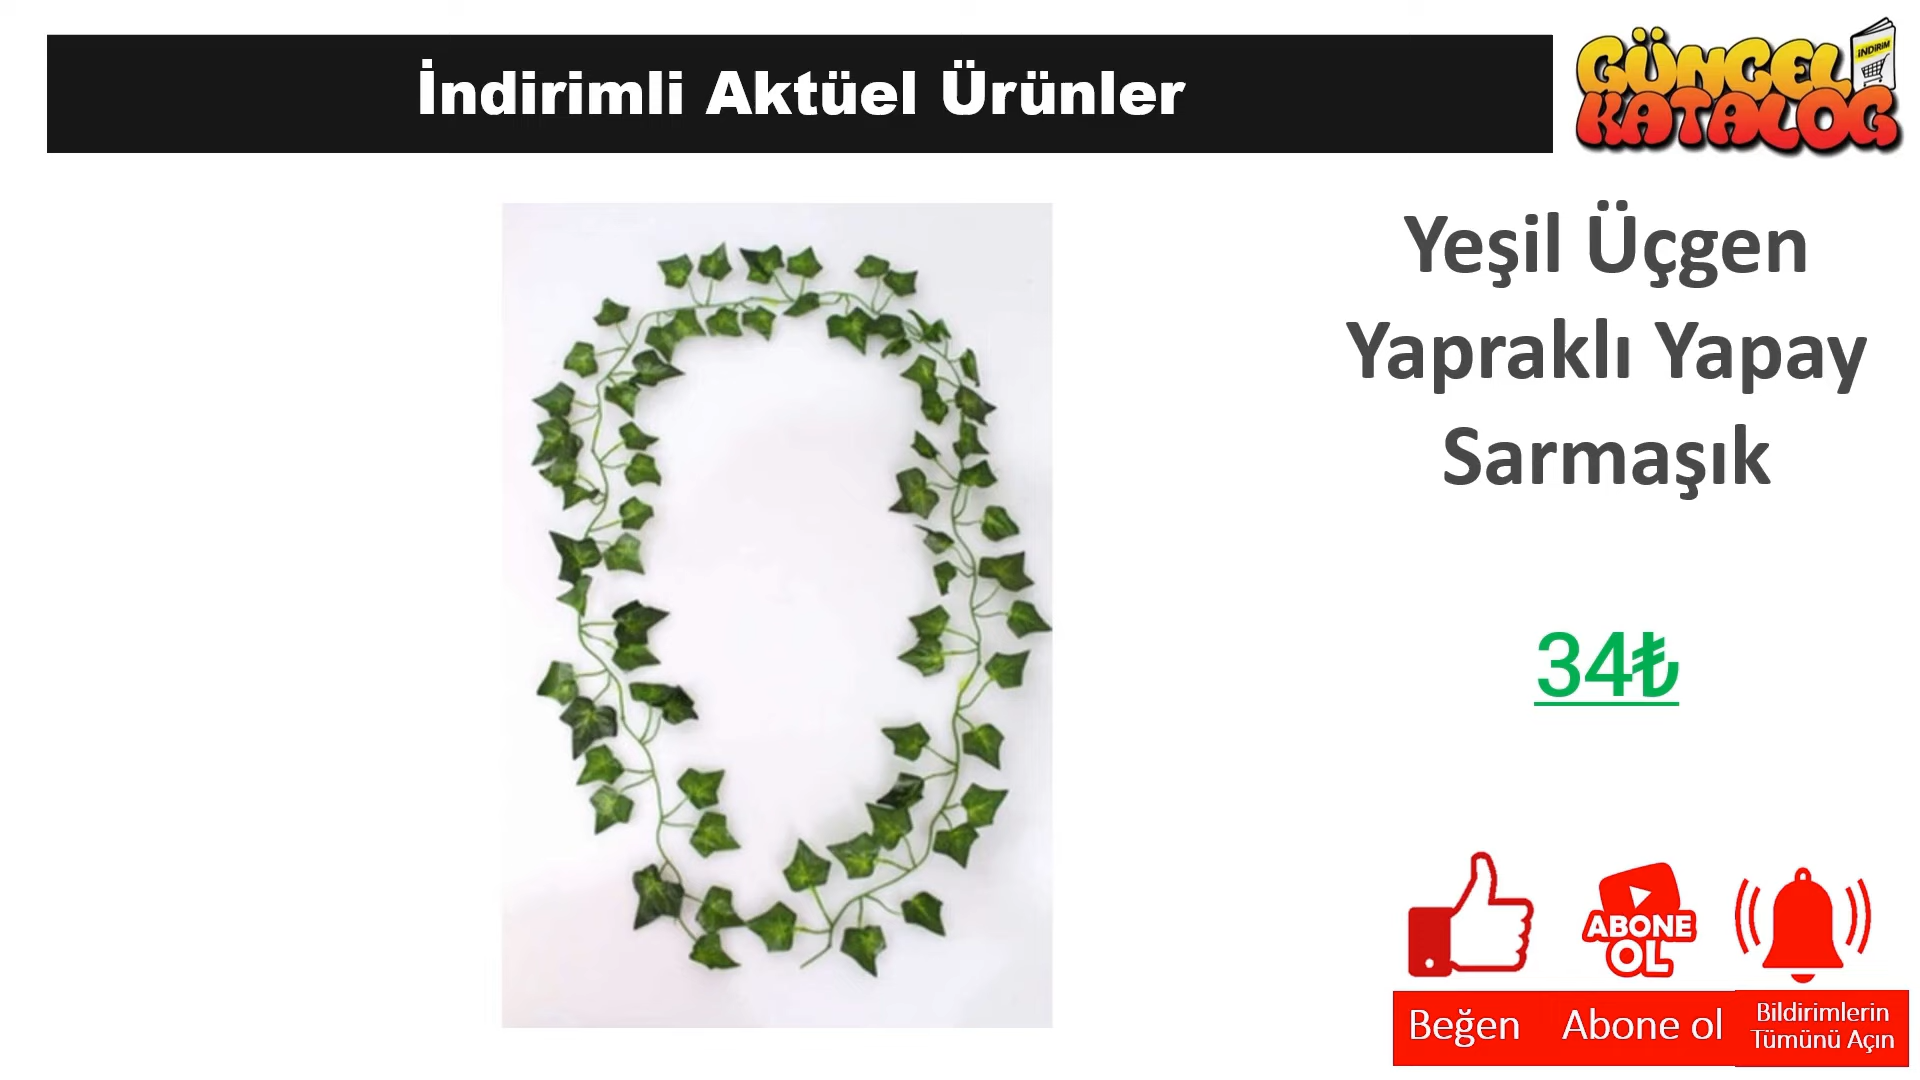 İndirimli Aktüel Ürünler
İNDİRİM
GÜNCEL
KATALOG
Yeşil Üçgen
Yapraklı Yapay
Sarmaşık
34₺
ABONE
OL
Beğen
Abone ol
Bildirimlerin
Tümünü Açın